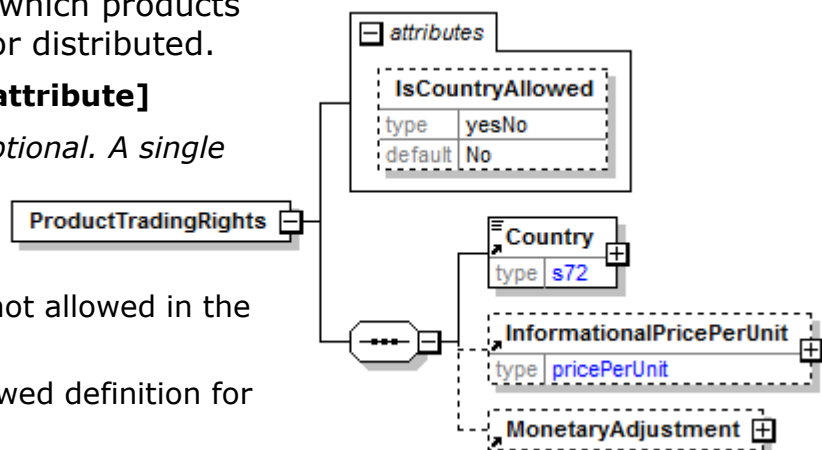 which products
or distributed.
attribute]
ptional. A single
not allowed in the
wed definition for
attributes
IsCountryAllowed
type yesNo
default No
ProductTradingRights
Country
type s72
InformationalPricePerUnit
type pricePerUnit
MonetaryAdjustment